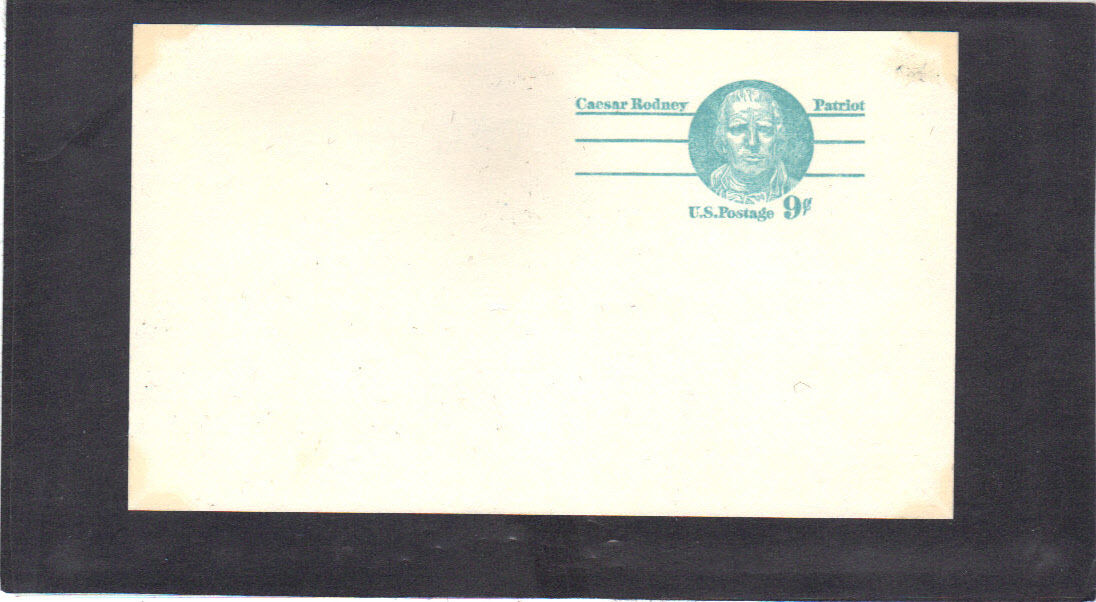 Caesar Rodney Patriot
U.S. Postage 9¢